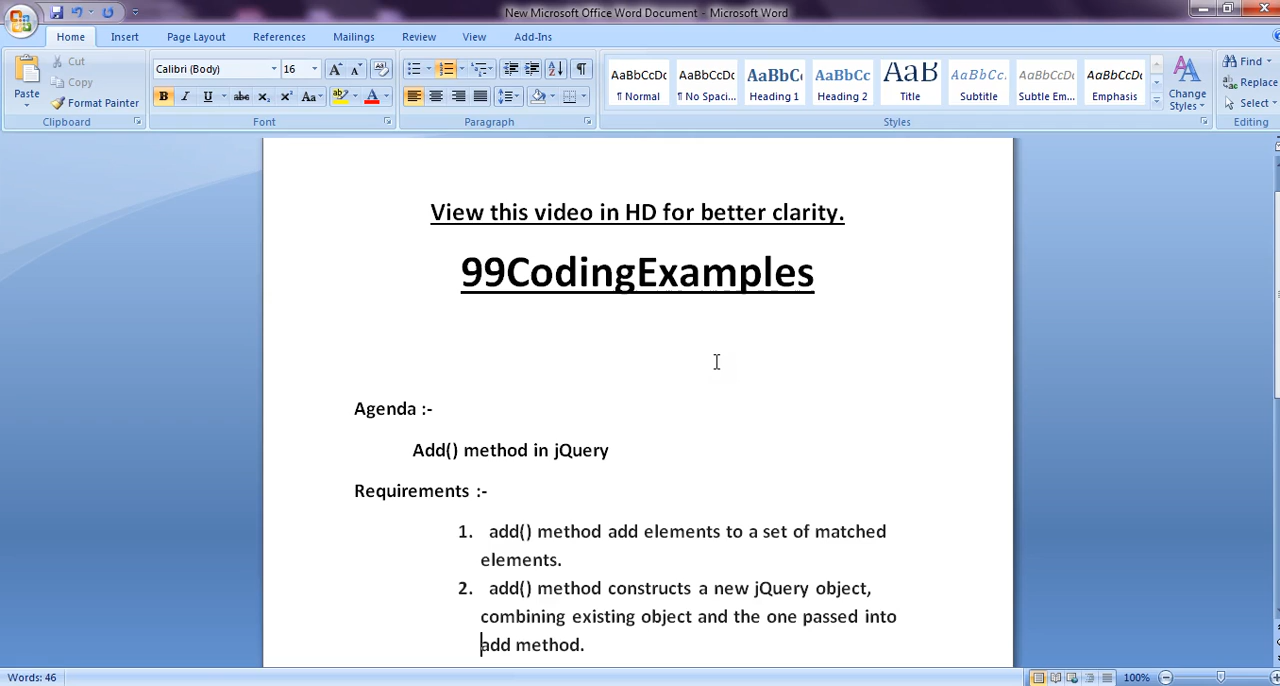 New Microsoft Office Word Document - Microsoft Word
Home Insert Page Layout References Mailings Review View Add-Ins
Paste
Cut
Copy
Format Painter
Clipboard
Calibri (Body) 16
B I U abc X₂ X² Aa
Font
Paragraph
AaBbCcDc AaBbCcDc AaBbC AaBbCc AaB AaBbCc. AaBbCcDc AaBbCcDc
¶ Normal ¶ No Spaci... Heading 1 Heading 2 Title Subtitle Subtle Em... Emphasis
Change Styles
Styles
Find
Replace
Select
Editing
View this video in HD for better clarity.
99CodingExamples
Agenda :-
Add() method in jQuery
Requirements :-
1. add() method add elements to a set of matched
elements.
2. add() method constructs a new jQuery object,
combining existing object and the one passed into
add method.
Words: 46
100%